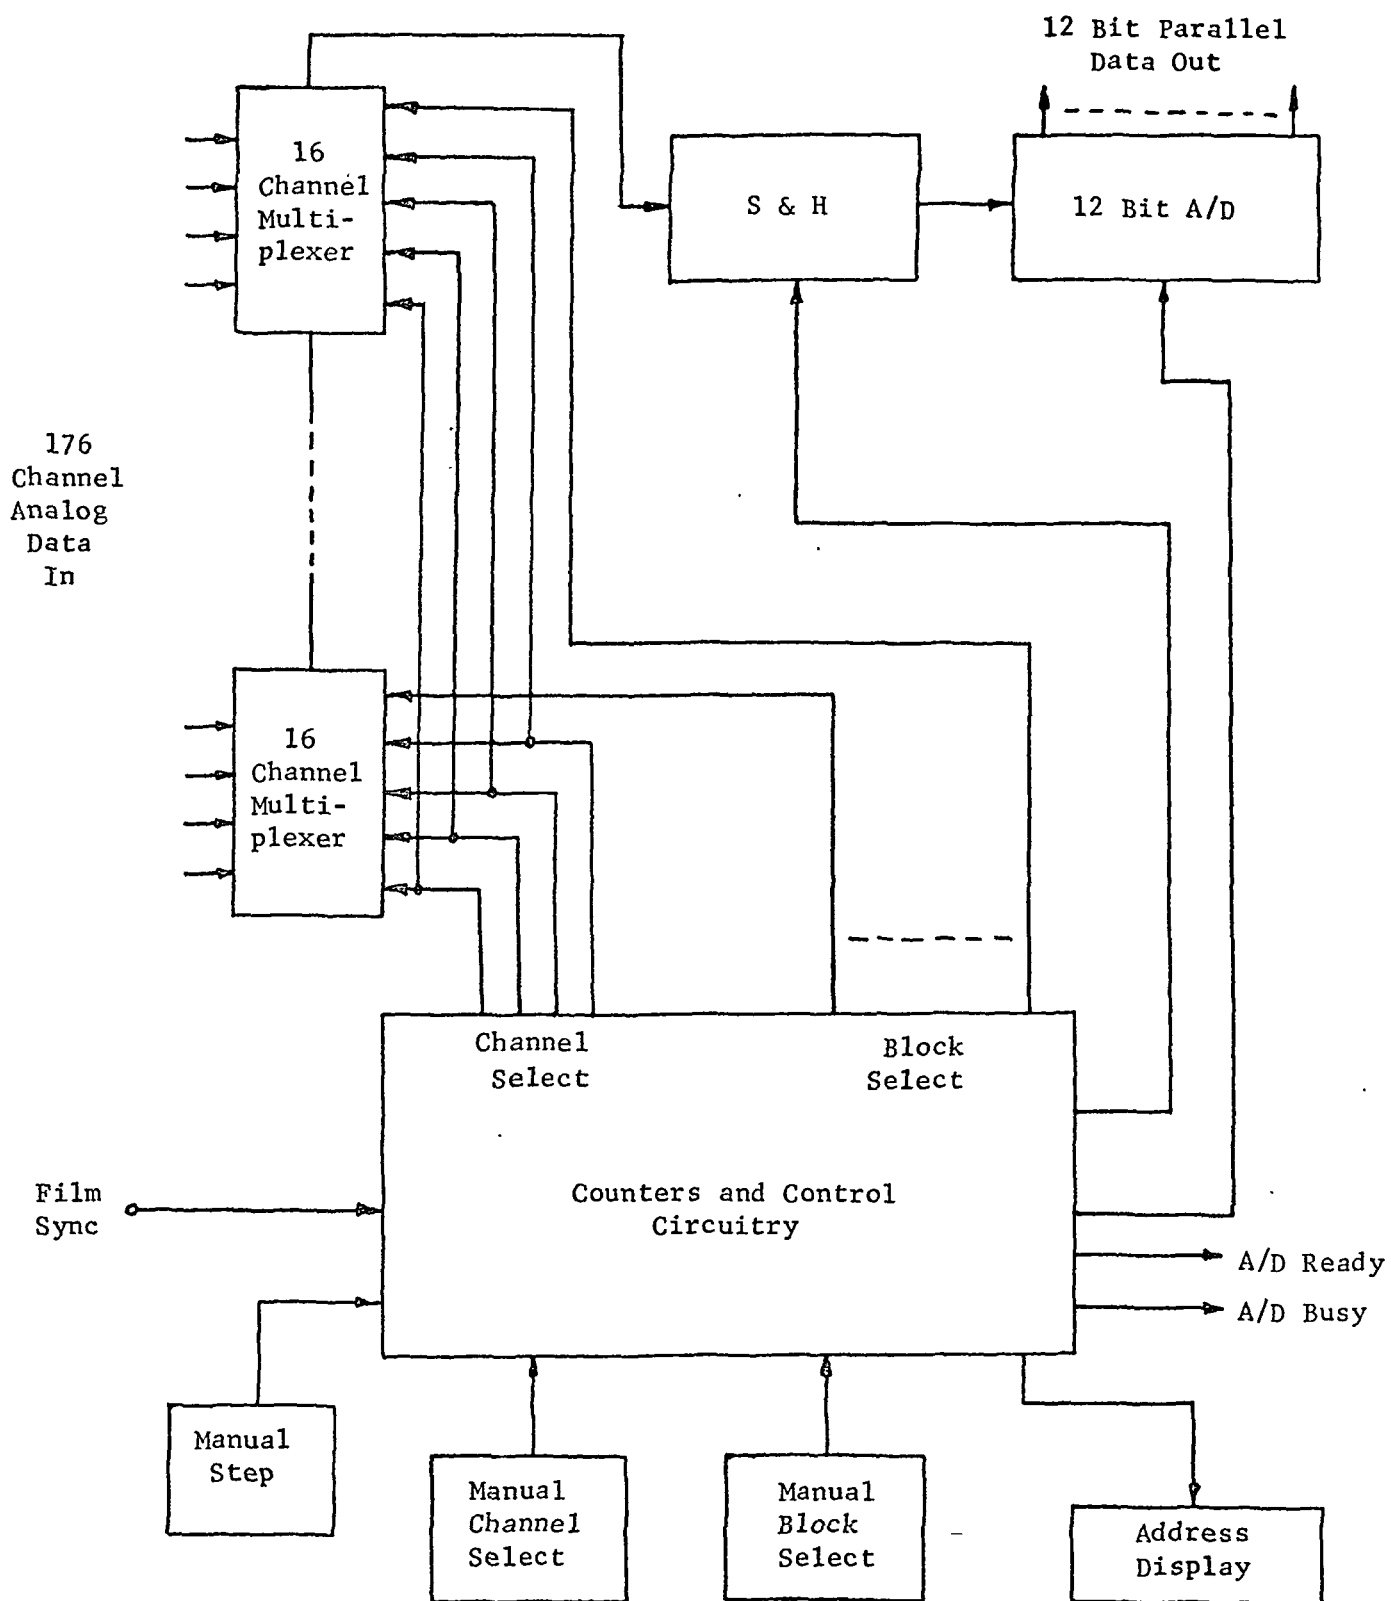 12 Bit Parallel
Data Out
16
Channel
Multi-
plexer
S & H
12 Bit A/D
176
Channel
Analog
Data
In
16
Channel
Multi-
plexer
Channel
Select
Block
Select
Film
Sync
Counters and Control
Circuitry
A/D Ready
A/D Busy
Manual
Step
Manual
Channel
Select
Manual
Block
Select
Address
Display